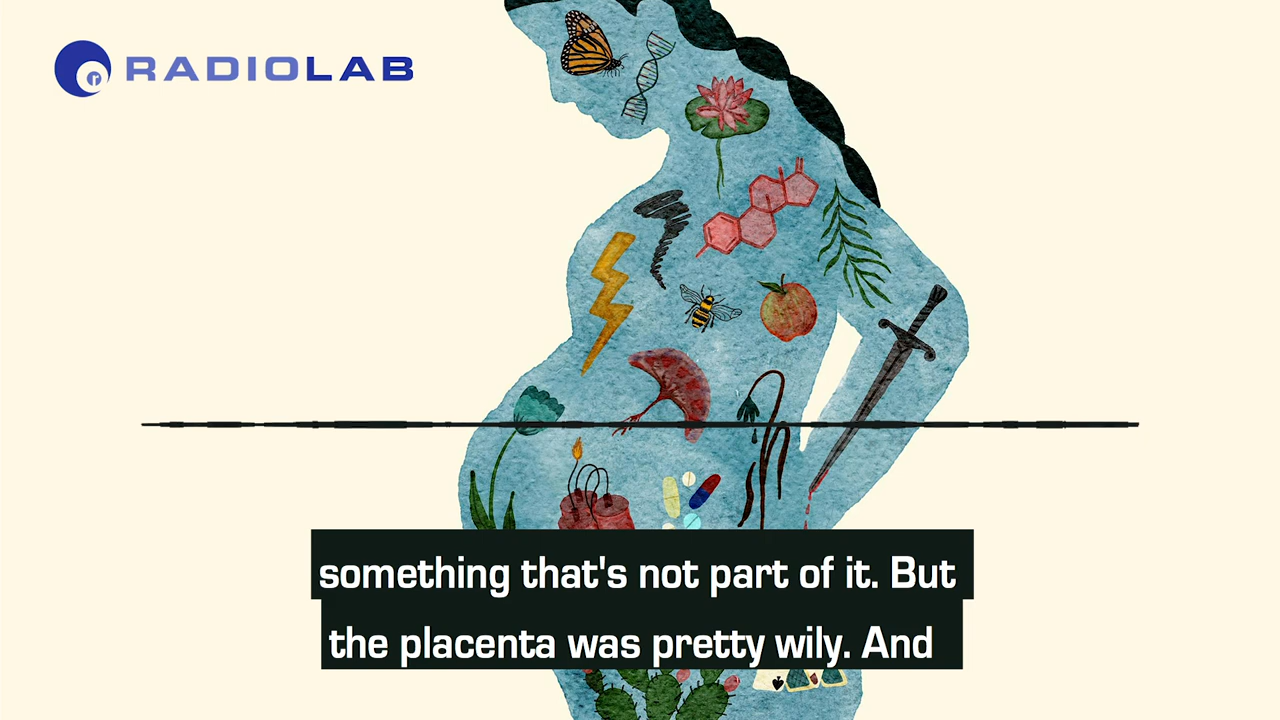 RADIOLAB
something that's not part of it. But
the placenta was pretty wily. And